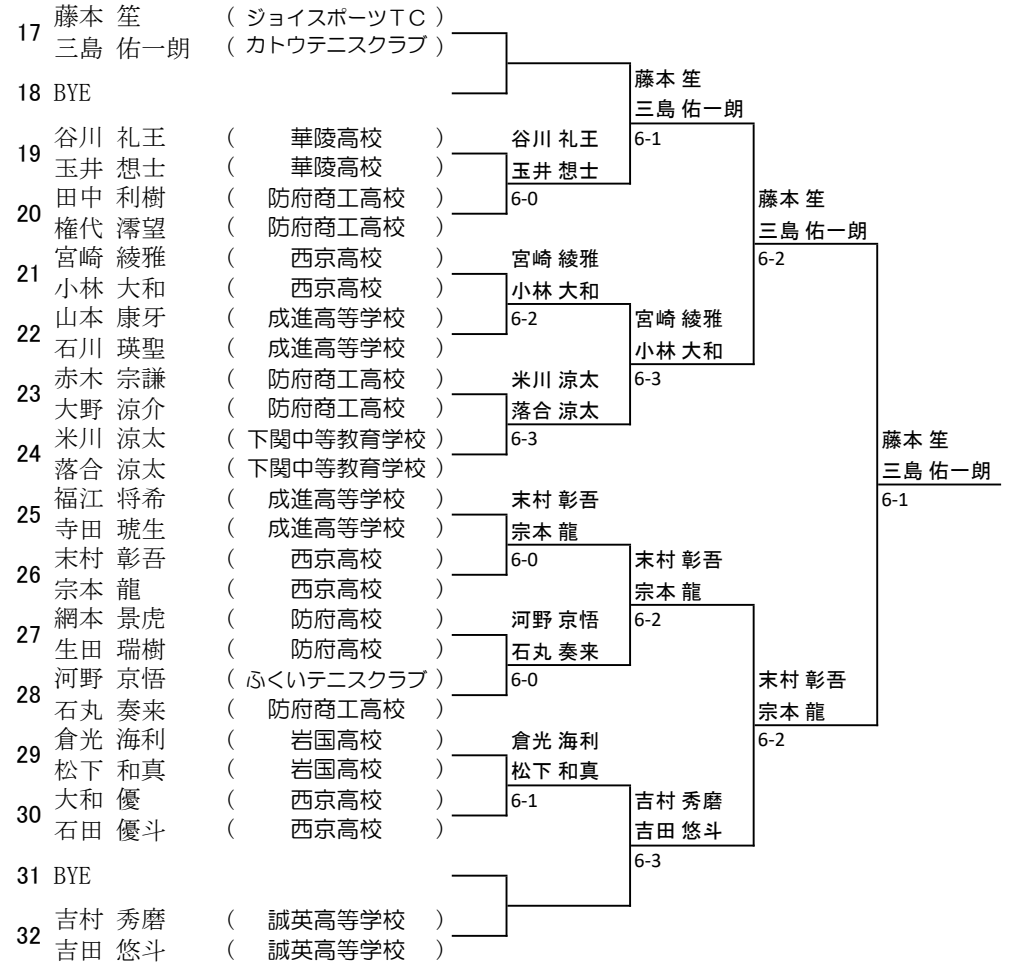 17 藤本 笙 ( ジョイスポーツTC )
三島 佑一朗 ( カトウテニスクラブ )
18 BYE
19 谷川 礼王 ( 華陵高校 )
玉井 想士 ( 華陵高校 )
20 田中 利樹 ( 防府商工高校 )
権代 澪望 ( 防府商工高校 )
21 宮崎 綾雅 ( 西京高校 )
小林 大和 ( 西京高校 )
22 山本 康牙 ( 成進高等学校 )
石川 瑛聖 ( 成進高等学校 )
23 赤木 宗謙 ( 防府商工高校 )
大野 涼介 ( 防府商工高校 )
24 米川 涼太 ( 下関中等教育学校 )
落合 涼太 ( 下関中等教育学校 )
25 福江 将希 ( 成進高等学校 )
寺田 琥生 ( 成進高等学校 )
26 末村 彰吾 ( 西京高校 )
宗本 龍 ( 西京高校 )
27 網本 景虎 ( 防府高校 )
生田 瑞樹 ( 防府高校 )
28 河野 京悟 ( ふくいテニスクラブ )
石丸 奏来 ( 防府商工高校 )
29 倉光 海利 ( 岩国高校 )
松下 和真 ( 岩国高校 )
30 大和 優 ( 西京高校 )
石田 優斗 ( 西京高校 )
31 BYE
32 吉村 秀磨 ( 誠英高等学校 )
吉田 悠斗 ( 誠英高等学校 )
谷川 礼王
玉井 想士
6-0
宮崎 綾雅
小林 大和
6-2
米川 涼太
落合 涼太
6-3
末村 彰吾
宗本 龍
6-0
河野 京悟
石丸 奏来
6-0
倉光 海利
松下 和真
6-1
藤本 笙
三島 佑一朗
6-1
宮崎 綾雅
小林 大和
6-3
末村 彰吾
宗本 龍
6-2
吉村 秀磨
吉田 悠斗
6-3
藤本 笙
三島 佑一朗
6-2
末村 彰吾
宗本 龍
6-2
藤本 笙
三島 佑一朗
6-1